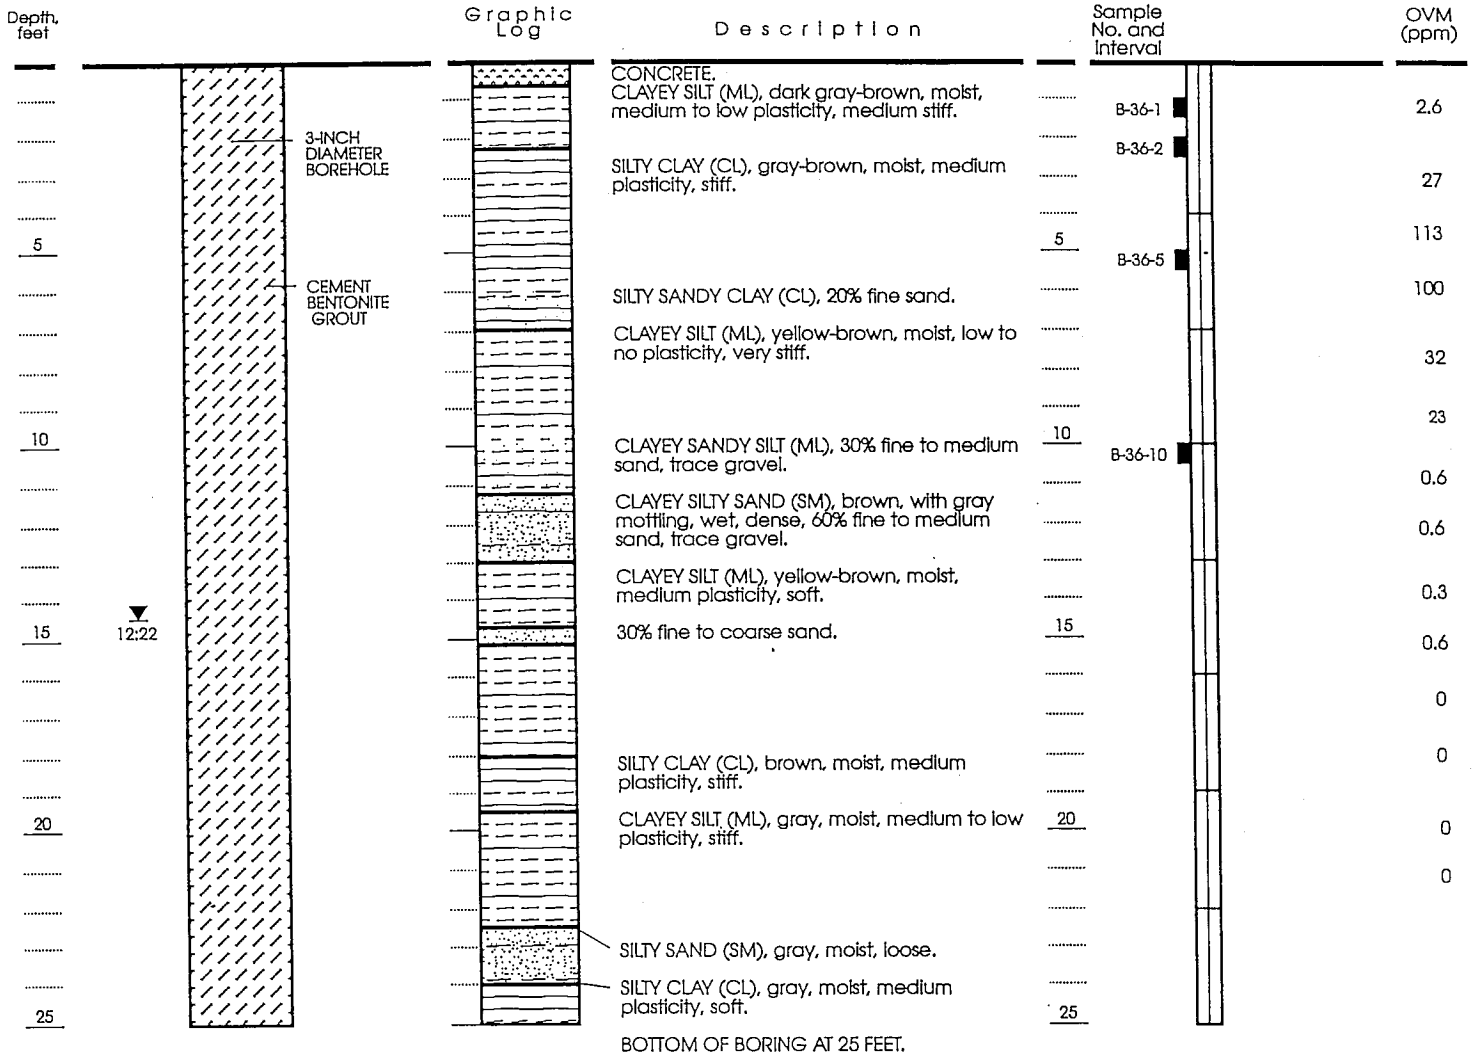 Depth,
feet
Graphic
Log
Description
Sample
No. and
Interval
OVM
(ppm)
CONCRETE.
CLAYEY SILT (ML), dark gray-brown, moist,
medium to low plasticity, medium stiff.
B-36-1
2.6
3-INCH
DIAMETER
BOREHOLE
B-36-2
SILTY CLAY (CL), gray-brown, moist, medium
plasticity, stiff.
27
5
5
113
B-36-5
CEMENT
BENTONITE
GROUT
SILTY SANDY CLAY (CL), 20% fine sand.
100
CLAYEY SILT (ML), yellow-brown, moist, low to
no plasticity, very stiff.
32
23
10
10
CLAYEY SANDY SILT (ML), 30% fine to medium
sand, trace gravel.
B-36-10
0.6
CLAYEY SILTY SAND (SM), brown, with gray
mottling, wet, dense, 60% fine to medium
sand, trace gravel.
0.6
CLAYEY SILT (ML), yellow-brown, moist,
medium plasticity, soft.
0.3
15
12:22
30% fine to coarse sand.
15
0.6
0
SILTY CLAY (CL), brown, moist, medium
plasticity, stiff.
0
20
CLAYEY SILT (ML), gray, moist, medium to low
plasticity, stiff.
20
0
0
SILTY SAND (SM), gray, moist, loose.
SILTY CLAY (CL), gray, moist, medium
plasticity, soft.
25
25
BOTTOM OF BORING AT 25 FEET.